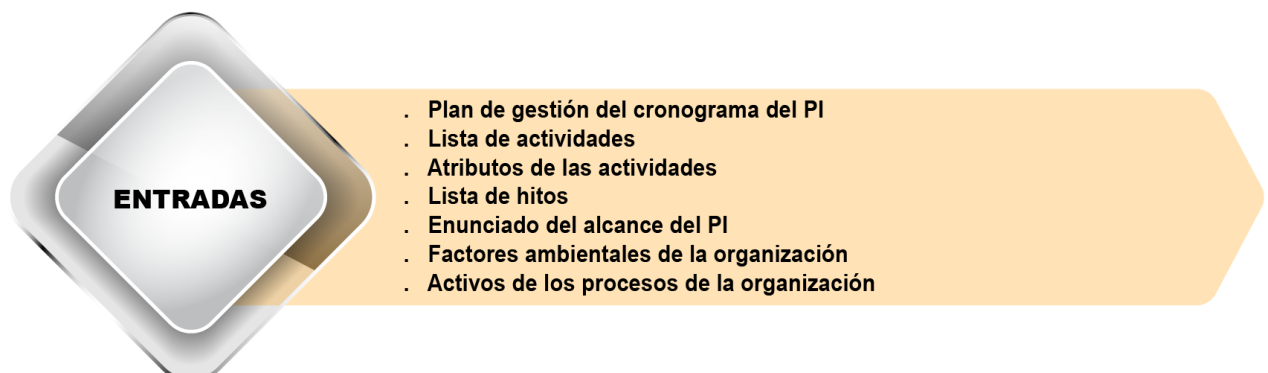 ENTRADAS
. Plan de gestión del cronograma del PI
. Lista de actividades
. Atributos de las actividades
. Lista de hitos
. Enunciado del alcance del PI
. Factores ambientales de la organización
. Activos de los procesos de la organización